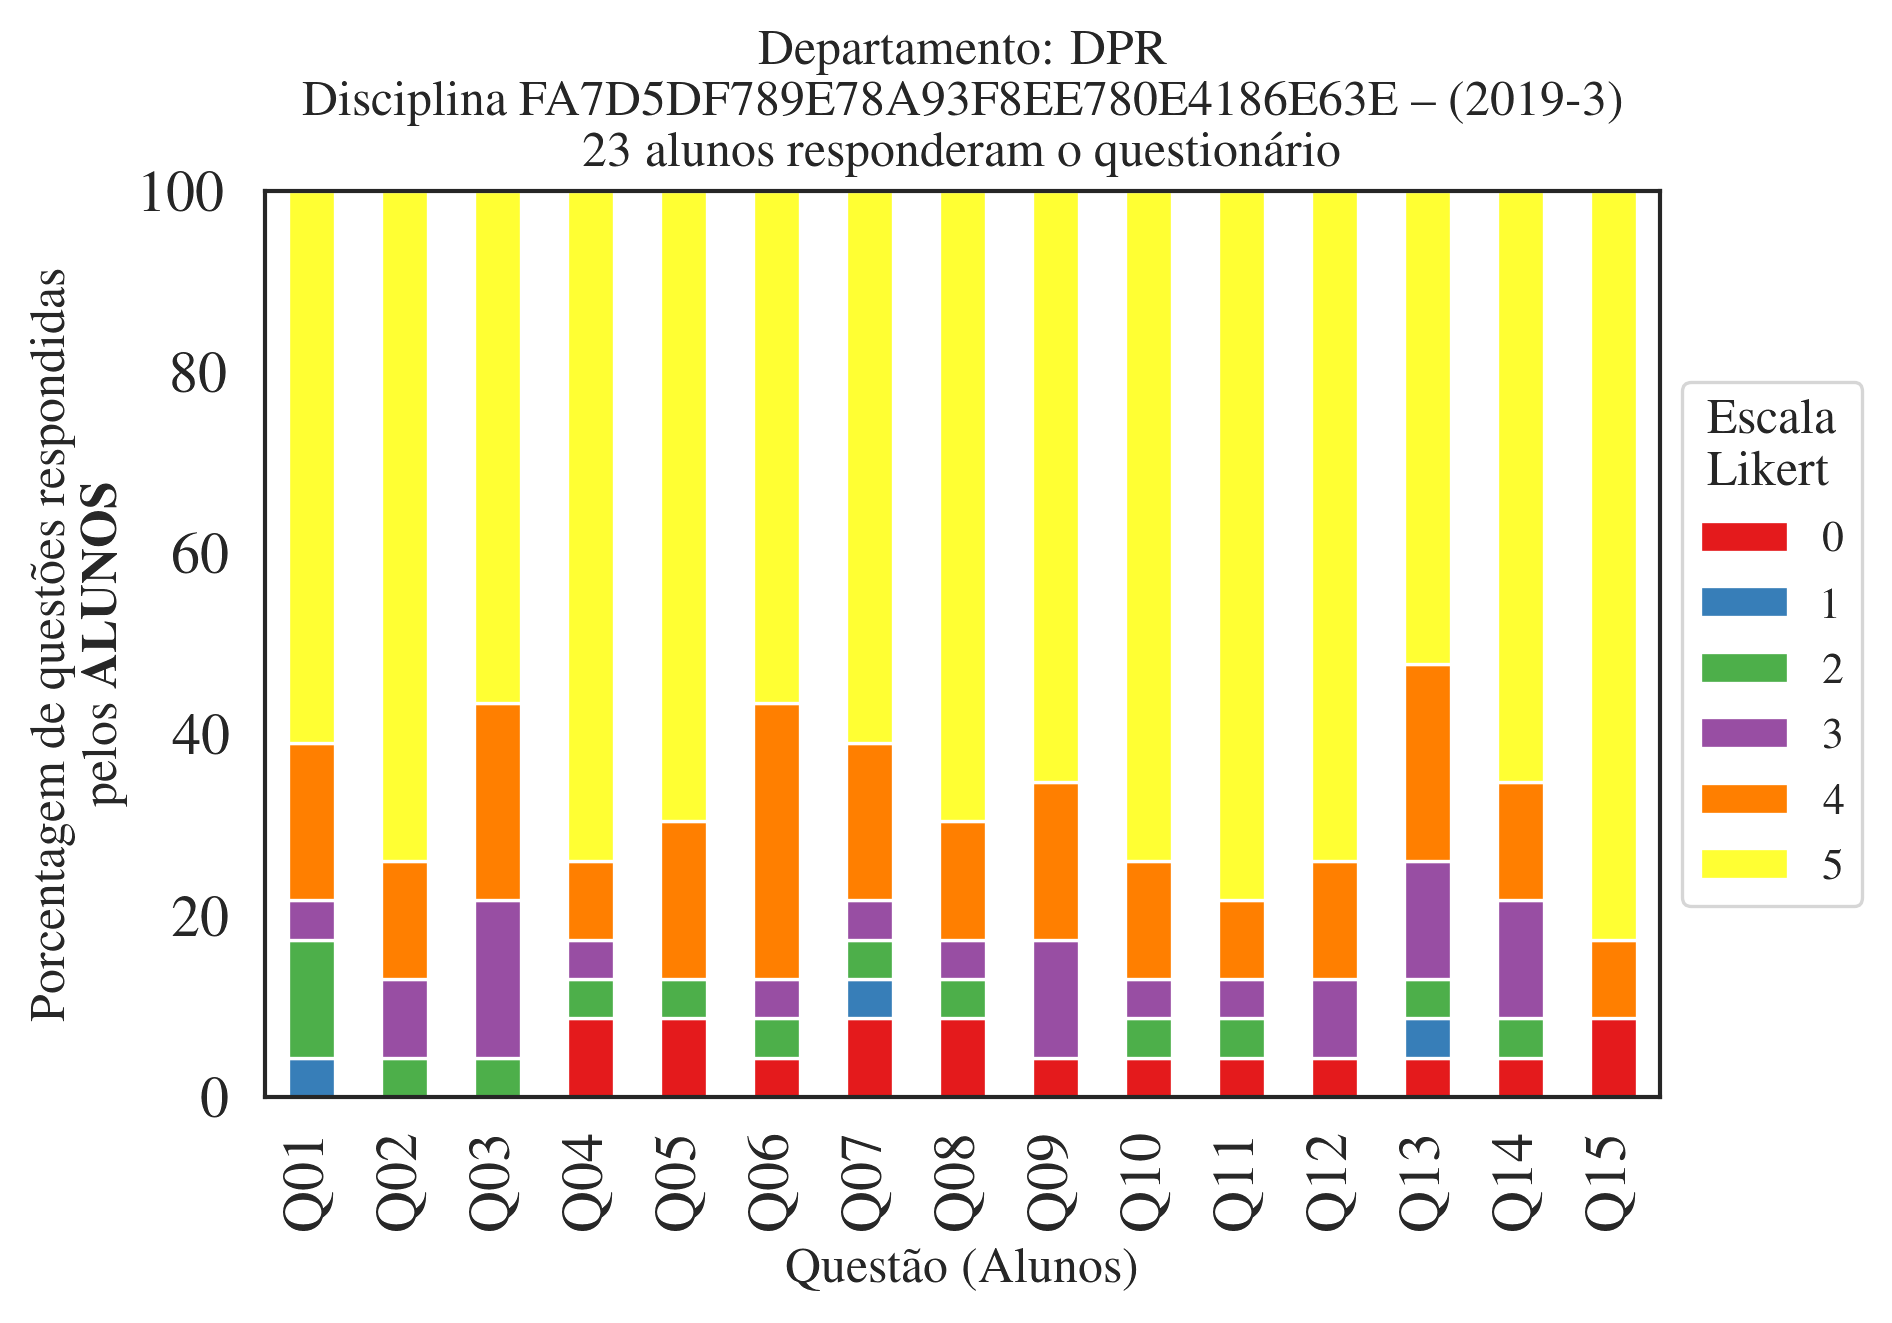 Departamento: DPR
Disciplina FA7D5DF789E78A93F8EE780E4186E63E – (2019-3)
23 alunos responderam o questionário
Porcentagem de questões respondidas
pelos ALUNOS
100
80
60
40
20
0
Q01
Q02
Q03
Q04
Q05
Q06
Q07
Q08
Q09
Q10
Q11
Q12
Q13
Q14
Q15
Questão (Alunos)
Escala
Likert
0
1
2
3
4
5